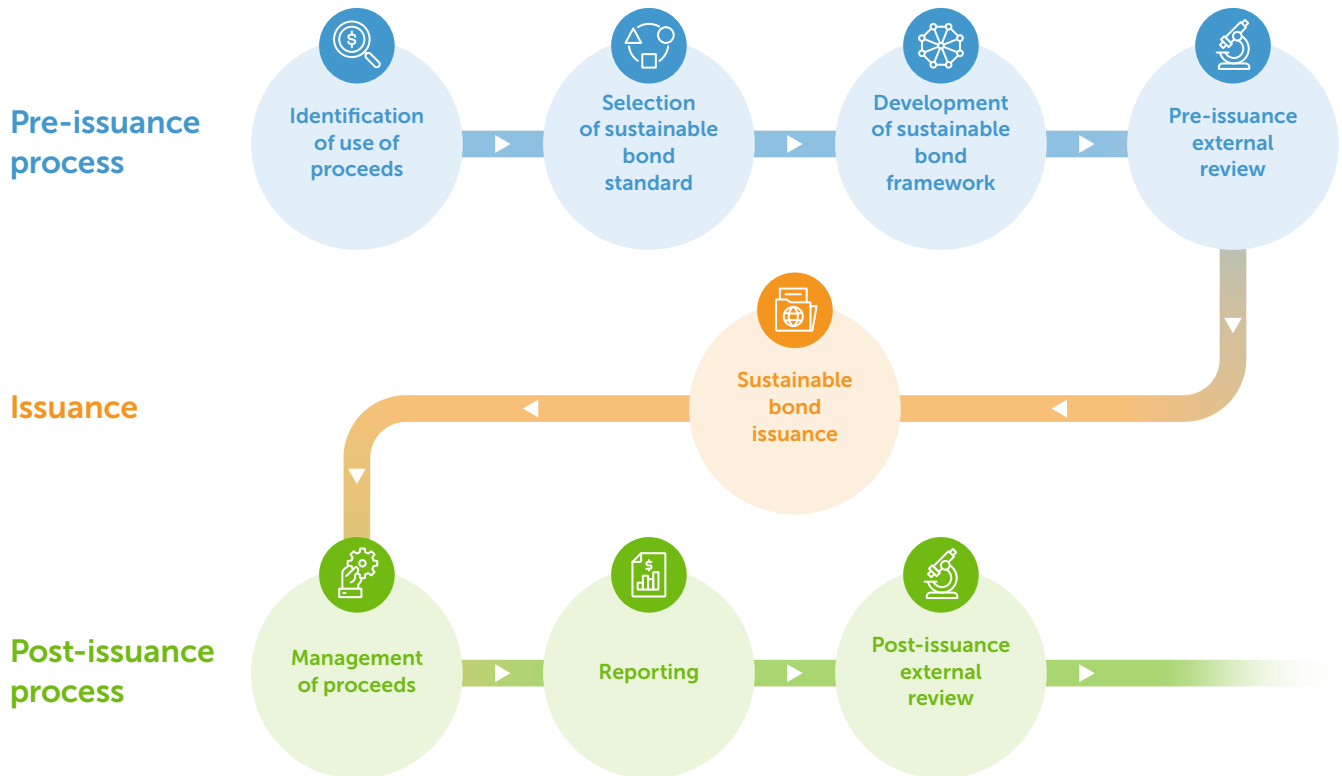 Pre-issuance
process
Identification
of use of
proceeds
Selection
of sustainable
bond
standard
Development
of sustainable
bond
framework
Pre-issuance
external
review
Issuance
Sustainable
bond
issuance
Post-issuance
process
Management
of proceeds
Reporting
Post-issuance
external
review